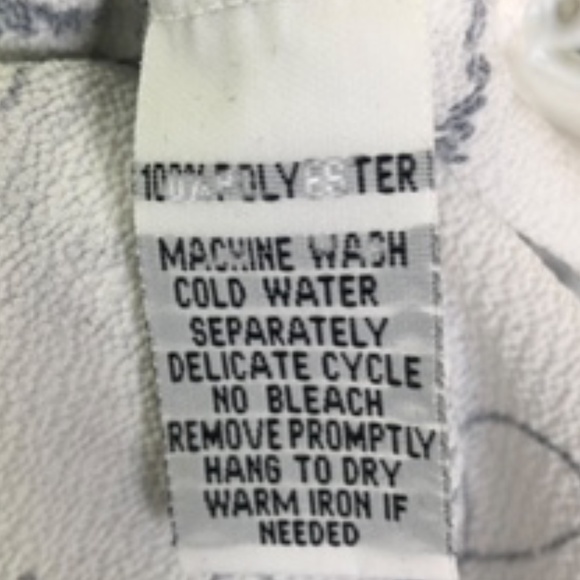 100% POLYESTER
MACHINE WASH
COLD WATER
SEPARATELY
DELICATE CYCLE
NO BLEACH
REMOVE PROMPTLY
HANG TO DRY
WARM IRON IF
NEEDED